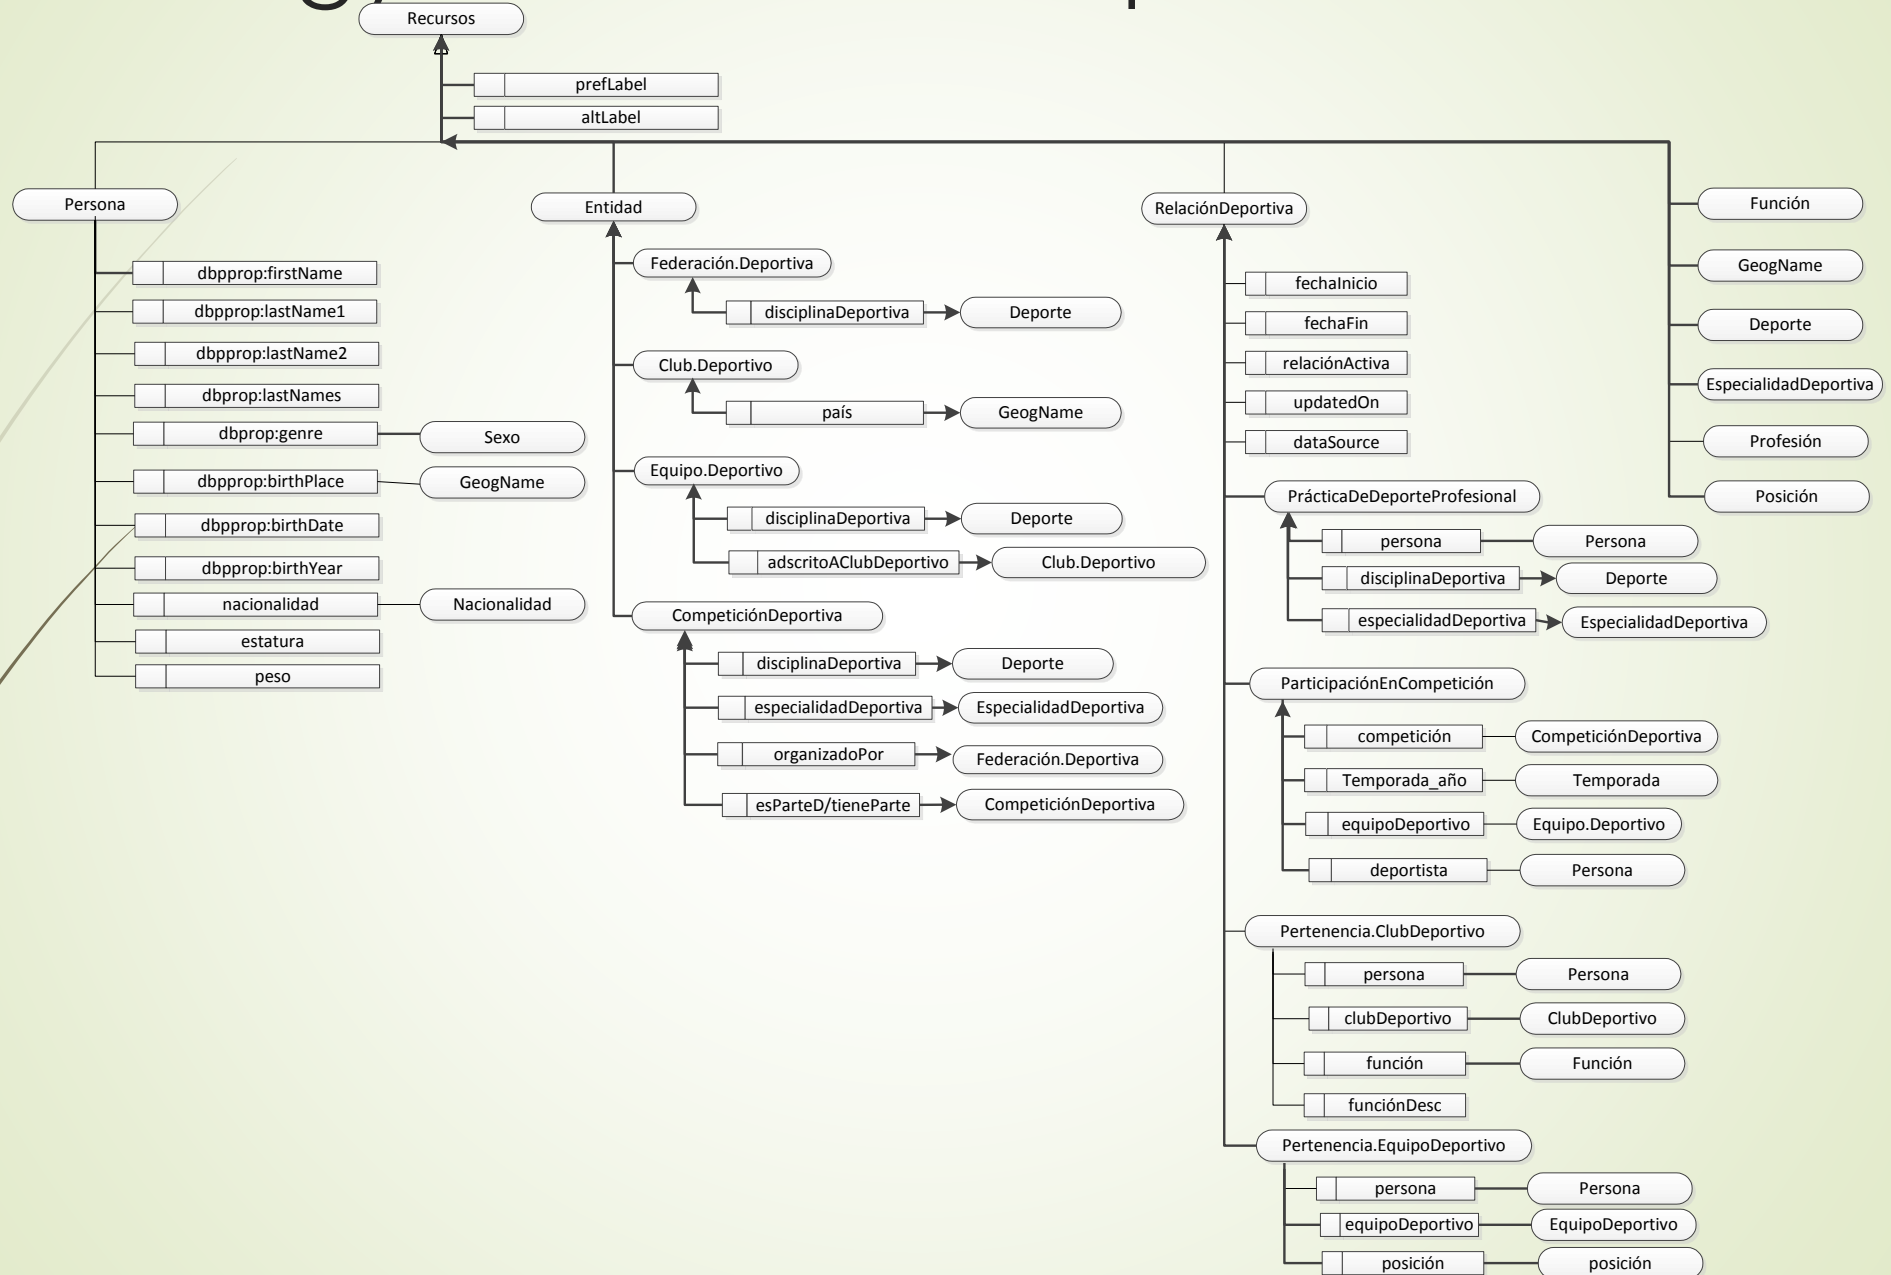 Recursos
prefLabel
altLabel
Persona
dbpprop:firstName
dbpprop:lastName1
dbpprop:lastName2
dbpprop:lastNames
dbprop:genre
Sexo
dbpprop:birthPlace
GeogName
dbpprop:birthDate
dbpprop:birthYear
nacionalidad
Nacionalidad
estatura
peso
Entidad
Federación.Deportiva
disciplinaDeportiva
Deporte
Club.Deportivo
país
GeogName
Equipo.Deportivo
disciplinaDeportiva
Deporte
adscritoAClubDeportivo
Club.Deportivo
CompeticiónDeportiva
disciplinaDeportiva
Deporte
especialidadDeportiva
EspecialidadDeportiva
organizadoPor
Federación.Deportiva
esParteD/tieneParte
CompeticiónDeportiva
RelaciónDeportiva
fechaInicio
fechaFin
relaciónActiva
updatedOn
dataSource
PrácticaDeDeporteProfesional
persona
Persona
disciplinaDeportiva
Deporte
especialidadDeportiva
EspecialidadDeportiva
ParticipaciónEnCompetición
competición
CompeticiónDeportiva
Temporada_año
Temporada
equipoDeportivo
Equipo.Deportivo
deportista
Persona
Pertenencia.ClubDeportivo
persona
Persona
clubDeportivo
ClubDeportivo
función
Función
funciónDesc
Pertenencia.EquipoDeportivo
persona
Persona
equipoDeportivo
EquipoDeportivo
posición
posición
Función
GeogName
Deporte
EspecialidadDeportiva
Profesión
Posición